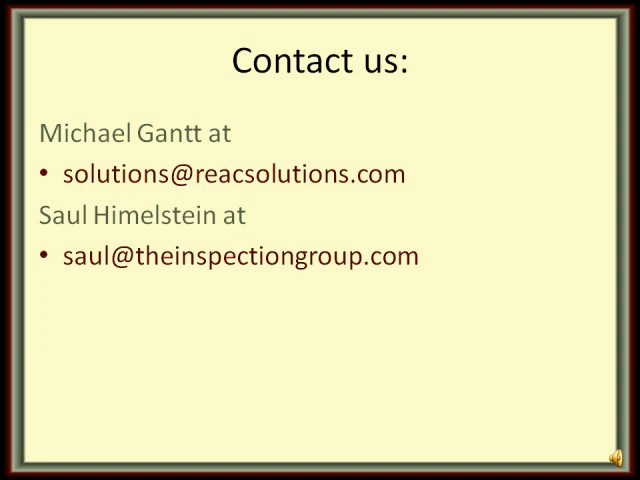 Contact us:
Michael Gantt at
• solutions@reacsolutions.com
Saul Himelstein at
• saul@theinspectiongroup.com